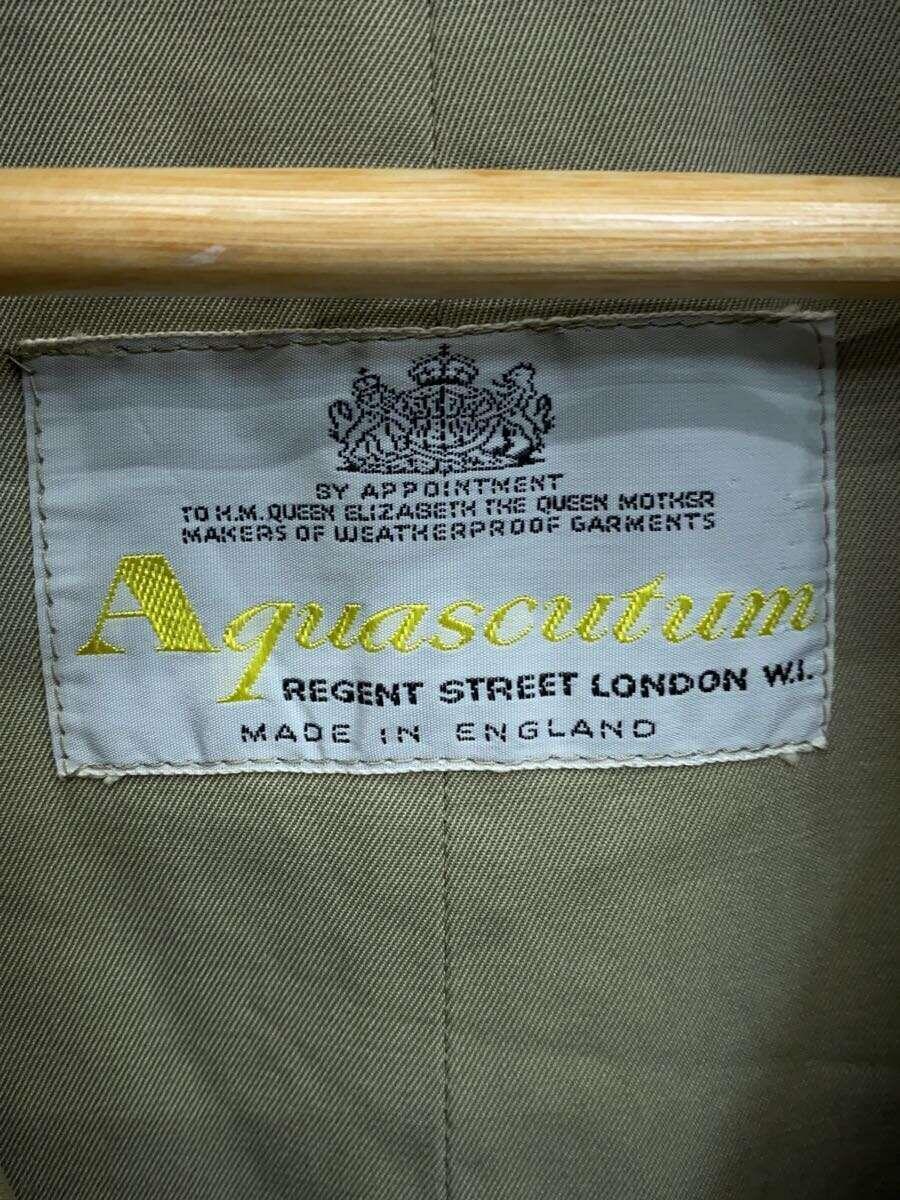 BY APPOINTMENT
TO H.M. QUEEN ELIZABETH THE QUEEN MOTHER
MAKERS OF WEATHERPROOF GARMENTS
Aquascutum
REGENT STREET LONDON W.1.
MADE IN ENGLAND